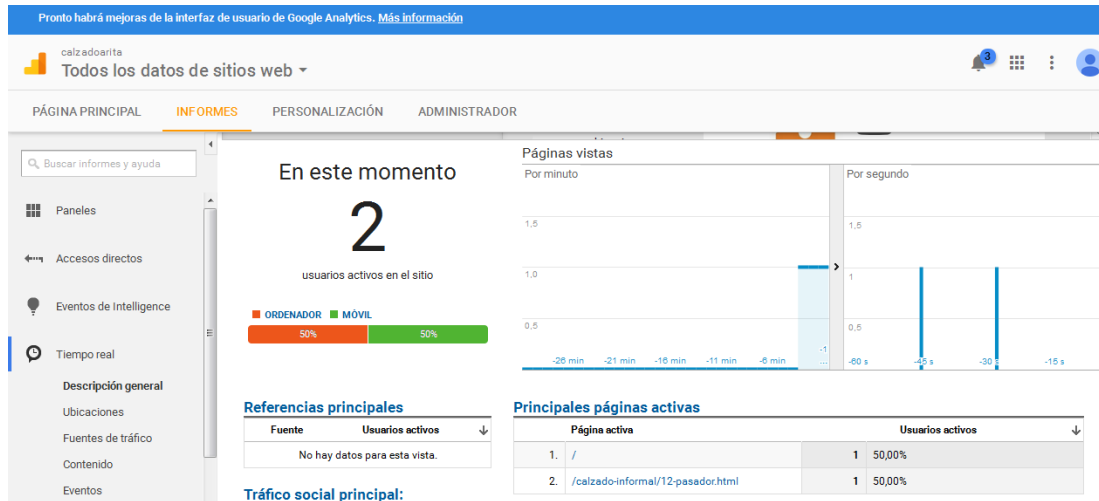 Pronto habrá mejoras de la interfaz de usuario de Google Analytics. Más información
calzadoarita
Todos los datos de sitios web
3
PÁGINA PRINCIPAL INFORMES PERSONALIZACIÓN ADMINISTRADOR
Buscar informes y ayuda
Paneles
Accesos directos
Eventos de Intelligence
Tiempo real
Descripción general
Ubicaciones
Fuentes de tráfico
Contenido
Eventos
En este momento
2
usuarios activos en el sitio
ORDENADOR MÓVIL
50% 50%
Páginas vistas
Por minuto
1,5
1,0
0,5
-26 min -21 min -16 min -11 min -6 min -1
...
Por segundo
1,5
1
0,5
-60 s -45 s -30 s -15 s
Referencias principales
Fuente Usuarios activos
No hay datos para esta vista.
Tráfico social principal:
Principales páginas activas
Página activa Usuarios activos
1. / 1 50,00%
2. /calzado-informal/12-pasador.html 1 50,00%